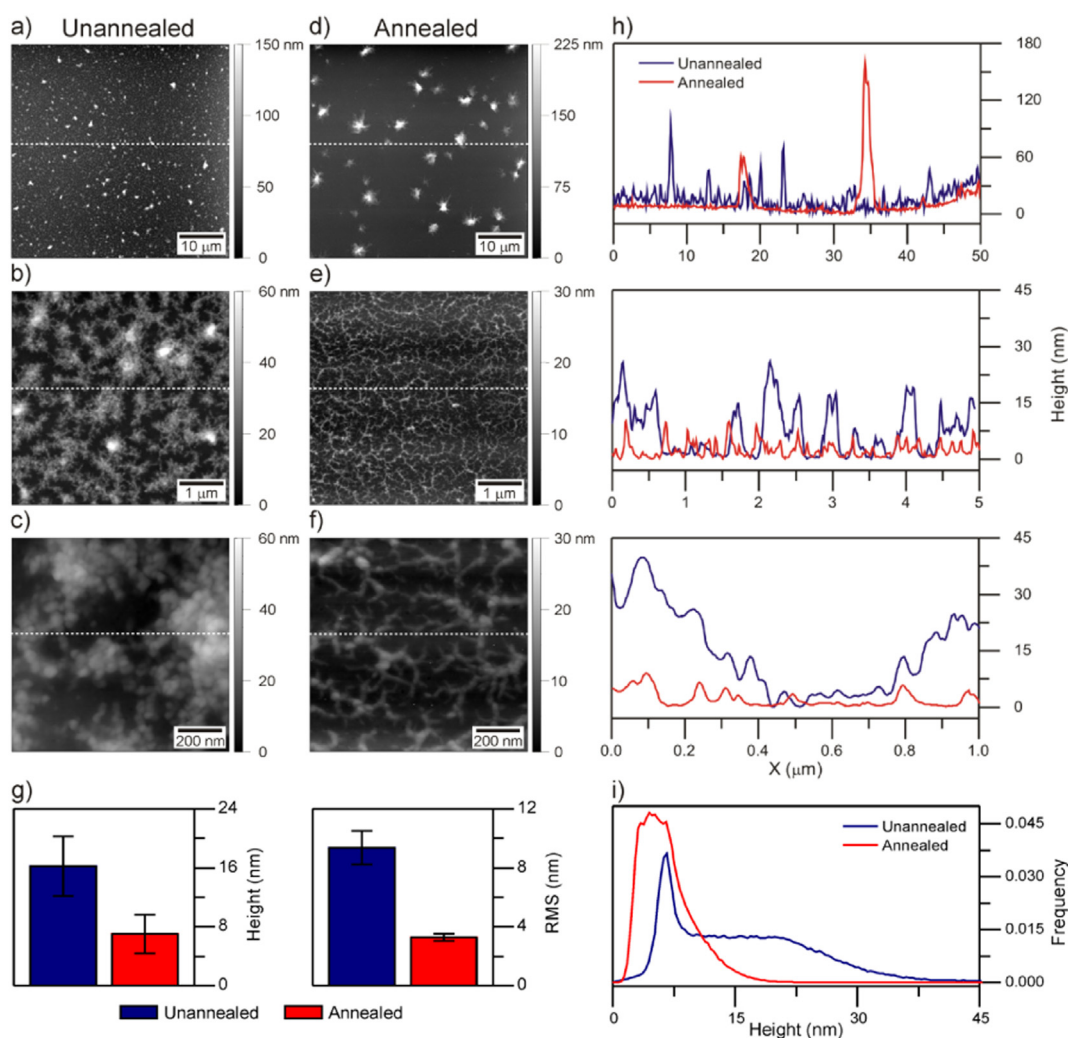 a) Unannealed
150 nm
100
50
0
10 μm
d) Annealed
225 nm
150
75
0
10 μm
h)
Unannealed
Annealed
180
120
60
0
0 10 20 30 40 50
b)
60 nm
40
20
0
1 μm
e)
30 nm
20
10
0
1 μm
45
30
15
0
Height (nm)
0 1 2 3 4 5
c)
60 nm
40
20
0
200 nm
f)
30 nm
20
10
0
200 nm
45
30
15
0
0.0 0.2 0.4 0.6 0.8 1.0
X (μm)
g)
24
16
8
0
Height (nm)
12
8
4
0
RMS (nm)
Unannealed Annealed
i)
Unannealed
Annealed
0.045
0.030
0.015
0.000
Frequency
0 15 30 45
Height (nm)